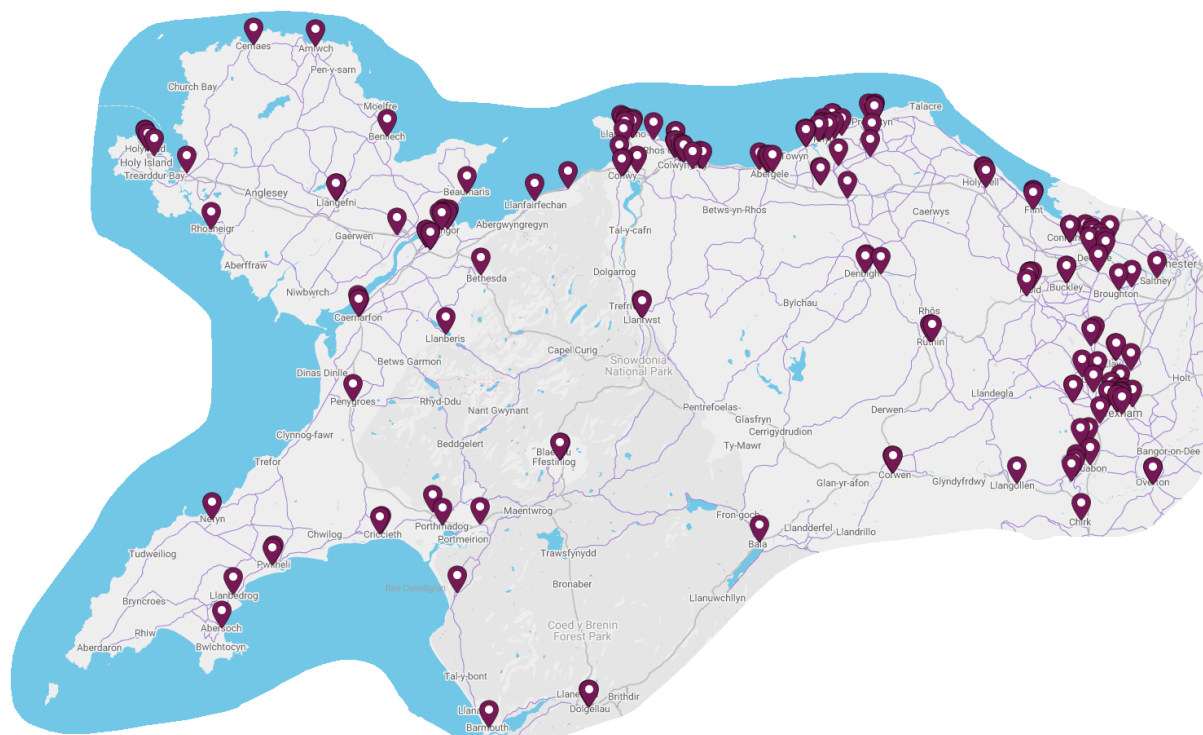 Cemaes
Amlwch
Pen-y-sarn
Church Bay
Moelfre
Talacre
Benllech
Holy Island
Trearddur Bay
Towyn
Abergele
Conwy
Anglesey
Beaumaris
Llangefni
Llanfairfechan
Holywell
Caerwys
Flint
Betws-yn-Rhos
Rhosneigr
Abergwyngregyn
Gaerwen
Tal-y-cafn
Aberffraw
Bethesda
Dolgarrog
Denbigh
Saltney
Buckley
Broughton
Niwbwrch
Bylchau
Caernarfon
Llanrwst
Rhôs
Llanberis
Ruthin
Capel Curig
Betws Garmon
Snowdonia
National Park
Dinas Dinlle
Holt
Penygroes
Rhyd-Ddu
Llandegla
Nant Gwynant
Pentrefoelas
Derwen
Clynnog-fawr
Glasfryn
Cerrigydrudion
Beddgelert
Ty-Mawr
Bangor-on-Dee
Trefor
Ffestiniog
Corwen
Llangollen
Glan-yr-afon
Glyndyfrdwy
Overton
Nefyn
Maentwrog
Fron-goch
Porthmadog
Chirk
Criccieth
Llandderfel
Chwilog
Portmeirion
Llandrillo
Bala
Tudweiliog
Trawsfynydd
Pwllheli
Bronaber
Llanbedrog
Llanuwchllyn
Bryncroes
Abersoch
Coed y Brenin
Forest Park
Rhiw
Aberdaron
Bwlchtocyn
Tal-y-bont
Brithdir
Dolgellau
Barmouth